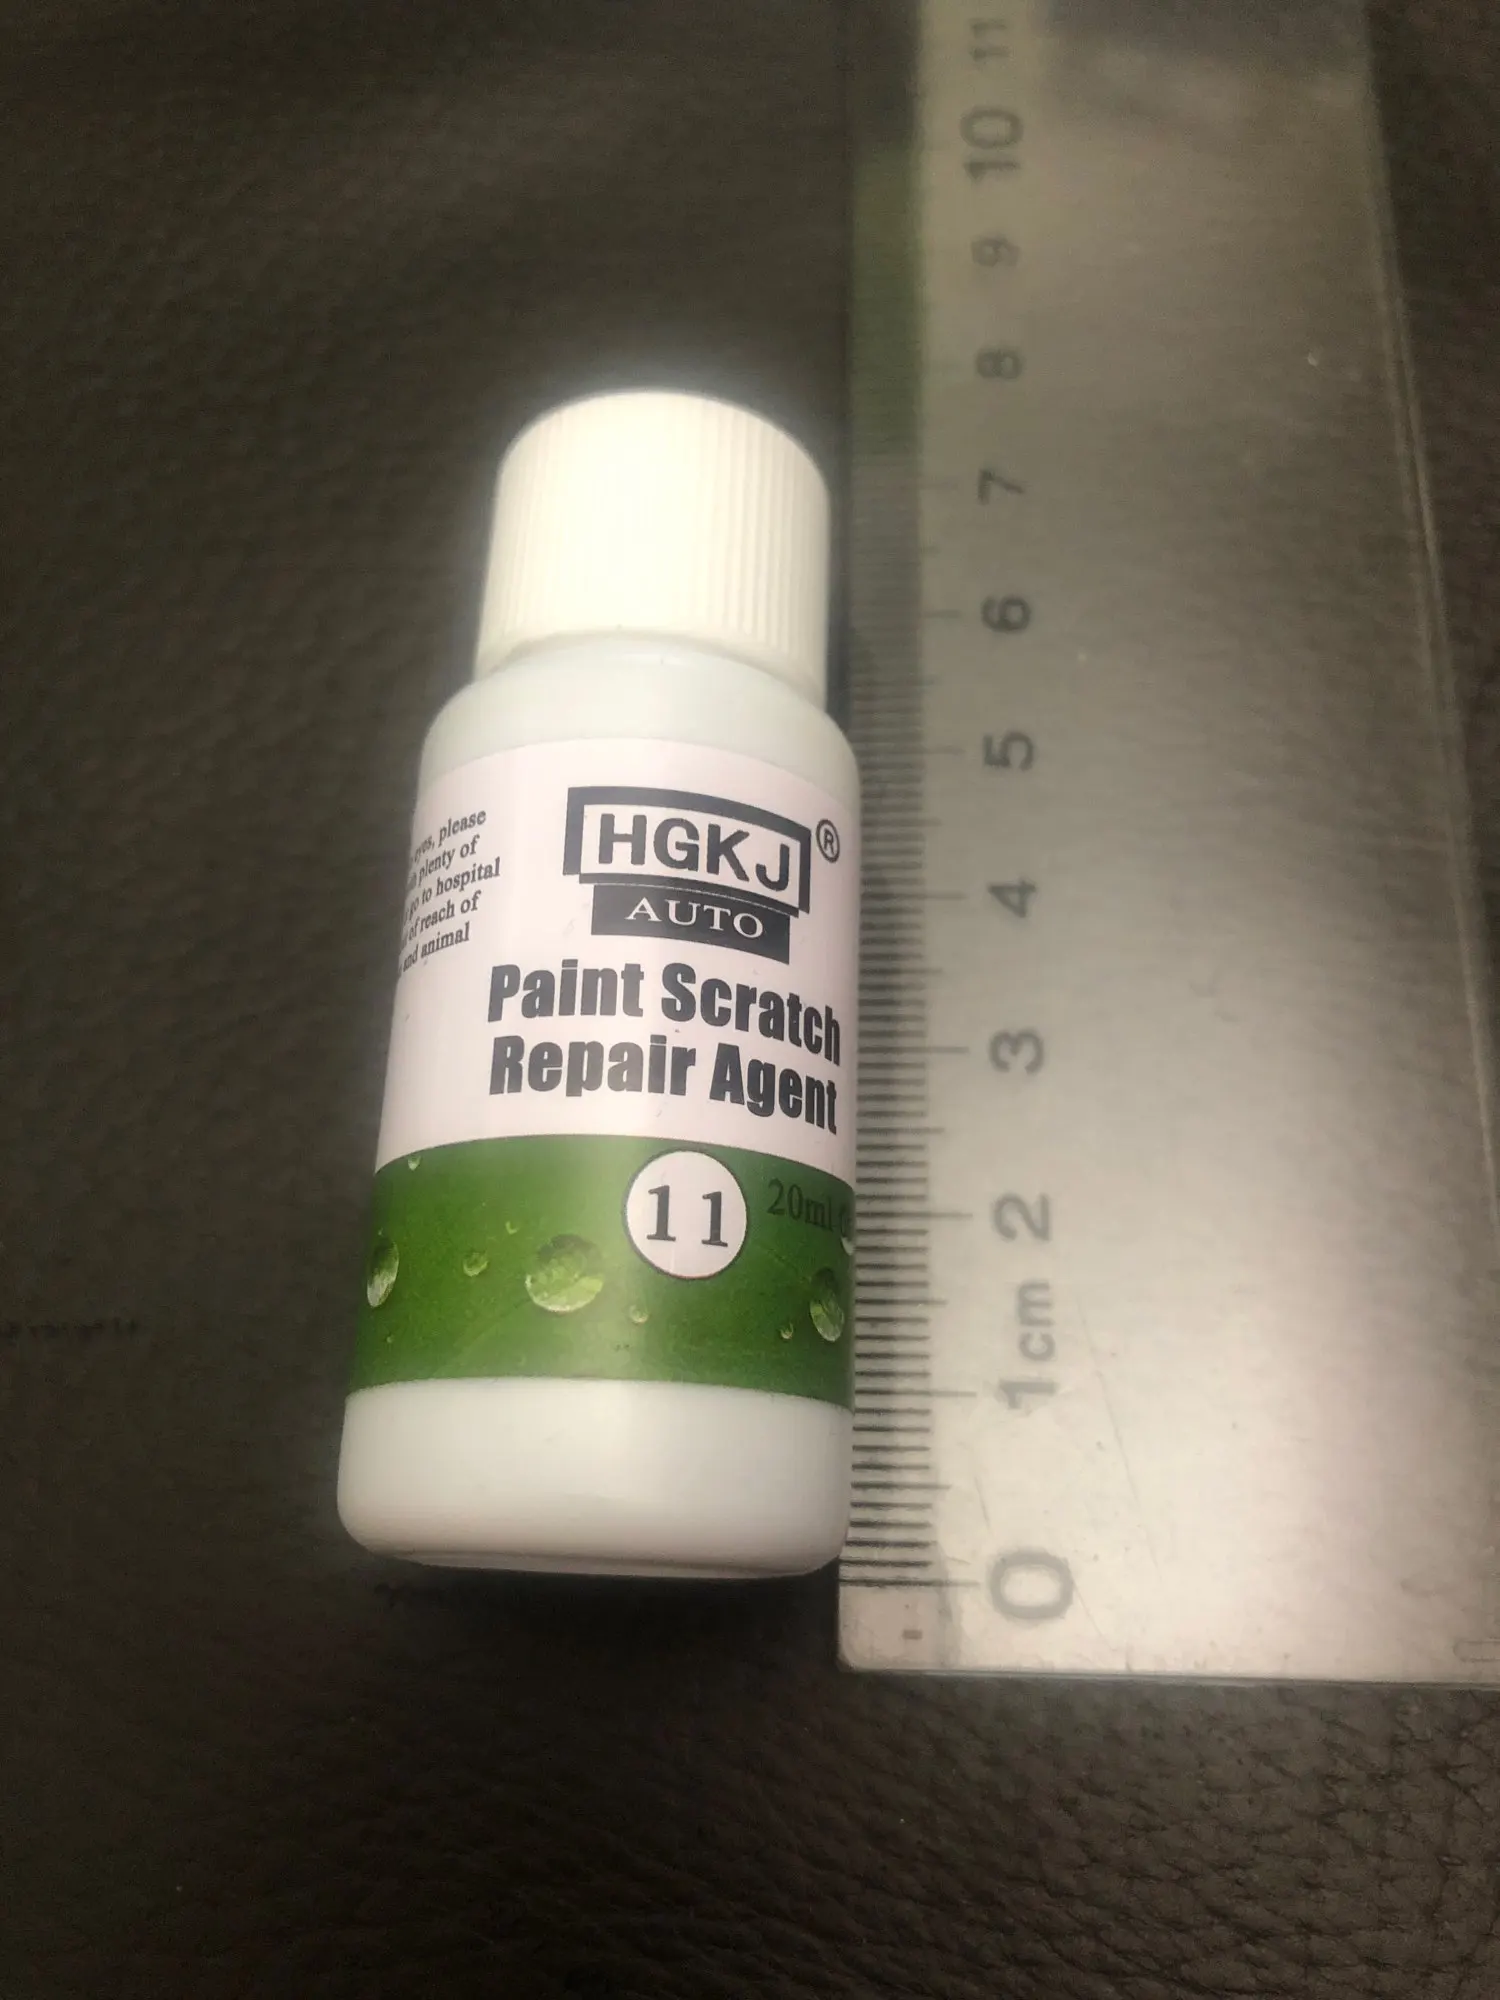 eyes, please
plenty of
go to hospital
of reach of
and animal
HGKJ®
AUTO
Paint Scratch
Repair Agent
11
20ml
11
10
9
8
7
6
5
4
3
2
1cm
0